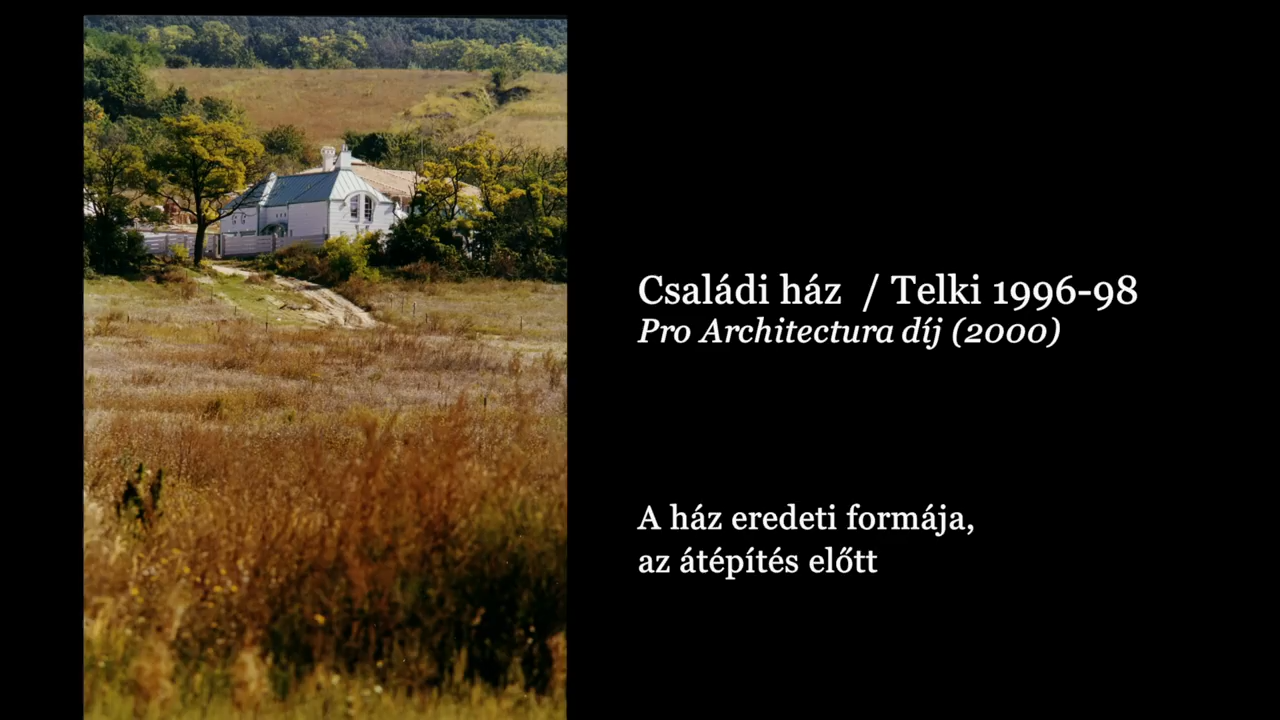 Családi ház / Telki 1996-98
Pro Architectura díj (2000)
A ház eredeti formája,
az átépítés előtt